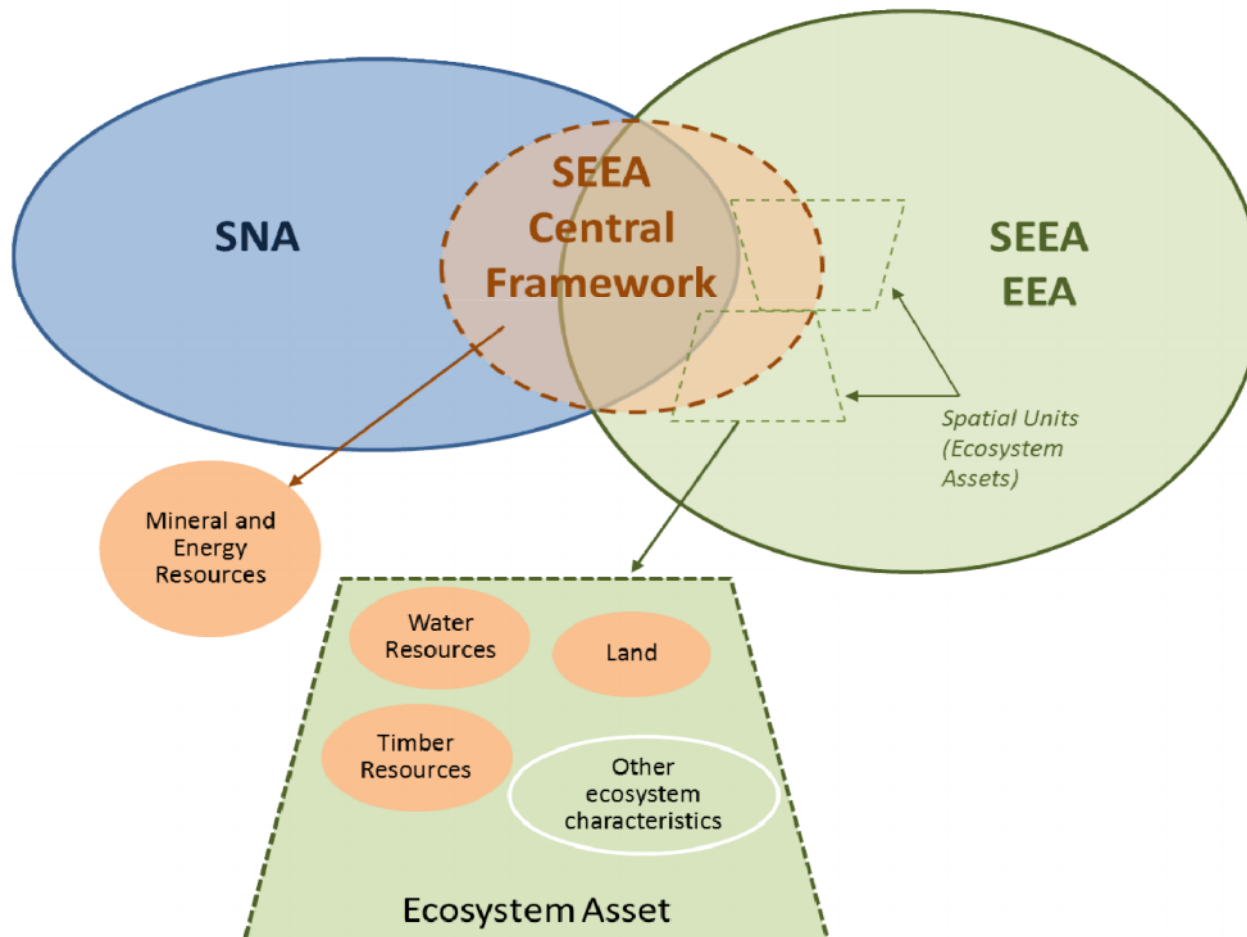 SNA
SEEA
Central
Framework
SEEA
EEA
Spatial Units
(Ecosystem
Assets)
Mineral and
Energy
Resources
Water
Resources
Land
Timber
Resources
Other
ecosystem
characteristics
Ecosystem Asset